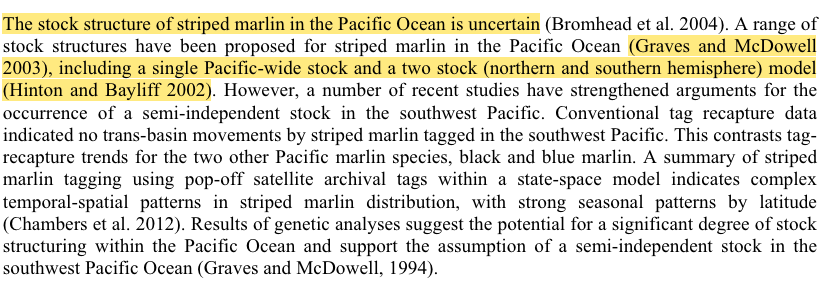 The stock structure of striped marlin in the Pacific Ocean is uncertain (Bromhead et al. 2004). A range of
stock structures have been proposed for striped marlin in the Pacific Ocean (Graves and McDowell
2003), including a single Pacific-wide stock and a two stock (northern and southern hemisphere) model
(Hinton and Bayliff 2002). However, a number of recent studies have strengthened arguments for the
occurrence of a semi-independent stock in the southwest Pacific. Conventional tag recapture data
indicated no trans-basin movements by striped marlin tagged in the southwest Pacific. This contrasts tag-
recapture trends for the two other Pacific marlin species, black and blue marlin. A summary of striped
marlin tagging using pop-off satellite archival tags within a state-space model indicates complex
temporal-spatial patterns in striped marlin distribution, with strong seasonal patterns by latitude
(Chambers et al. 2012). Results of genetic analyses suggest the potential for a significant degree of stock
structuring within the Pacific Ocean and support the assumption of a semi-independent stock in the
southwest Pacific Ocean (Graves and McDowell, 1994).